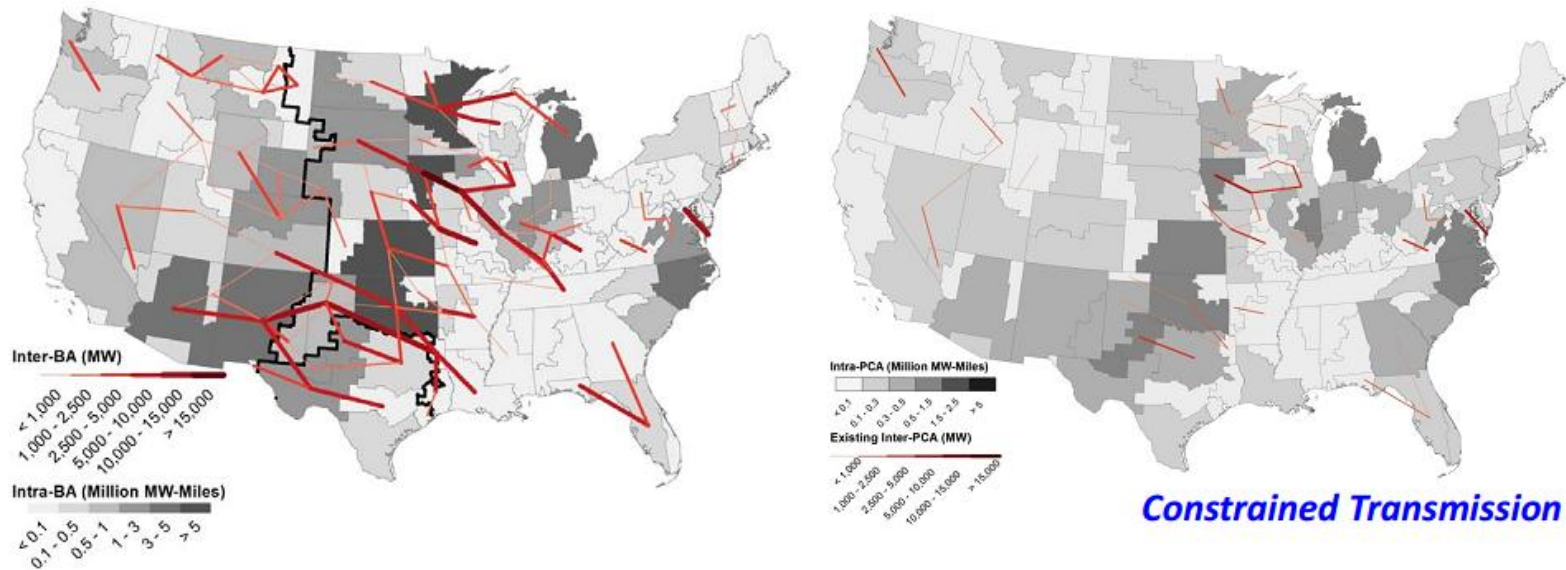 Inter-BA (MW)
< 1,000
1,000 - 2,500
2,500 - 5,000
5,000 - 10,000
10,000 - 15,000
> 15,000
Intra-BA (Million MW-Miles)
< 0.1
0.1 - 0.5
0.5 - 1
1 - 3
3 - 5
> 5
Intra-PCA (Million MW-Miles)
< 0.1
0.1 - 0.3
0.3 - 0.5
0.5 - 1.5
1.5 - 2.5
> 5
Existing Inter-PCA (MW)
< 1,000
1,000 - 2,500
2,500 - 5,000
5,000 - 10,000
10,000 - 15,000
> 15,000
Constrained Transmission